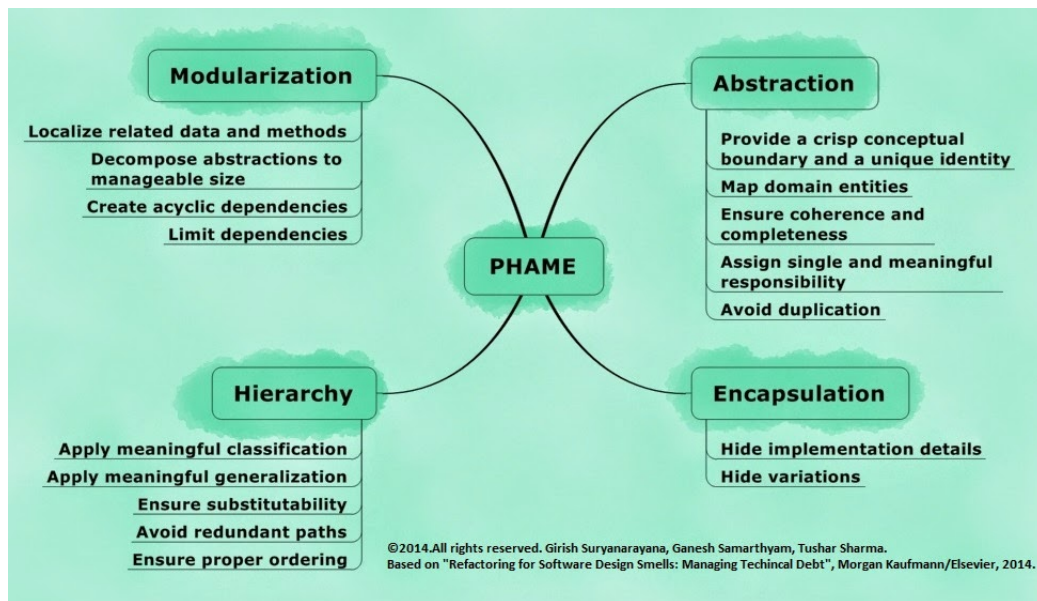 Modularization
Localize related data and methods
Decompose abstractions to
manageable size
Create acyclic dependencies
Limit dependencies
Abstraction
Provide a crisp conceptual
boundary and a unique identity
Map domain entities
Ensure coherence and
completeness
Assign single and meaningful
responsibility
Avoid duplication
PHAME
Hierarchy
Apply meaningful classification
Apply meaningful generalization
Ensure substitutability
Avoid redundant paths
Ensure proper ordering
Encapsulation
Hide implementation details
Hide variations
©2014.All rights reserved. Girish Suryanarayana, Ganesh Samarthyam, Tushar Sharma.
Based on "Refactoring for Software Design Smells: Managing Techincal Debt", Morgan Kaufmann/Elsevier, 2014.